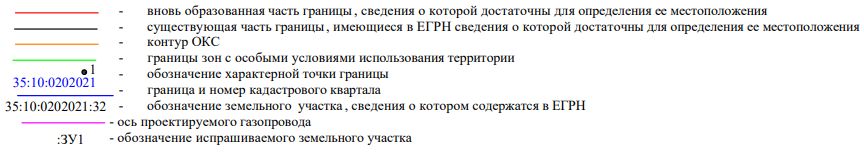 - вновь образованная часть границы, сведения о которой достаточны для определения ее местоположения
- существующая часть границы, имеющиеся в ЕГРН сведения о которой достаточны для определения ее местоположения
- контур ОКС
- границы зон с особыми условиями использования территории
1 - обозначение характерной точки границы
35:10:0202021 - граница и номер кадастрового квартала
35:10:0202021:32 - обозначение земельного участка, сведения о котором содержатся в ЕГРН
- ось проектируемого газопровода
:ЗУ1 - обозначение испрашиваемого земельного участка